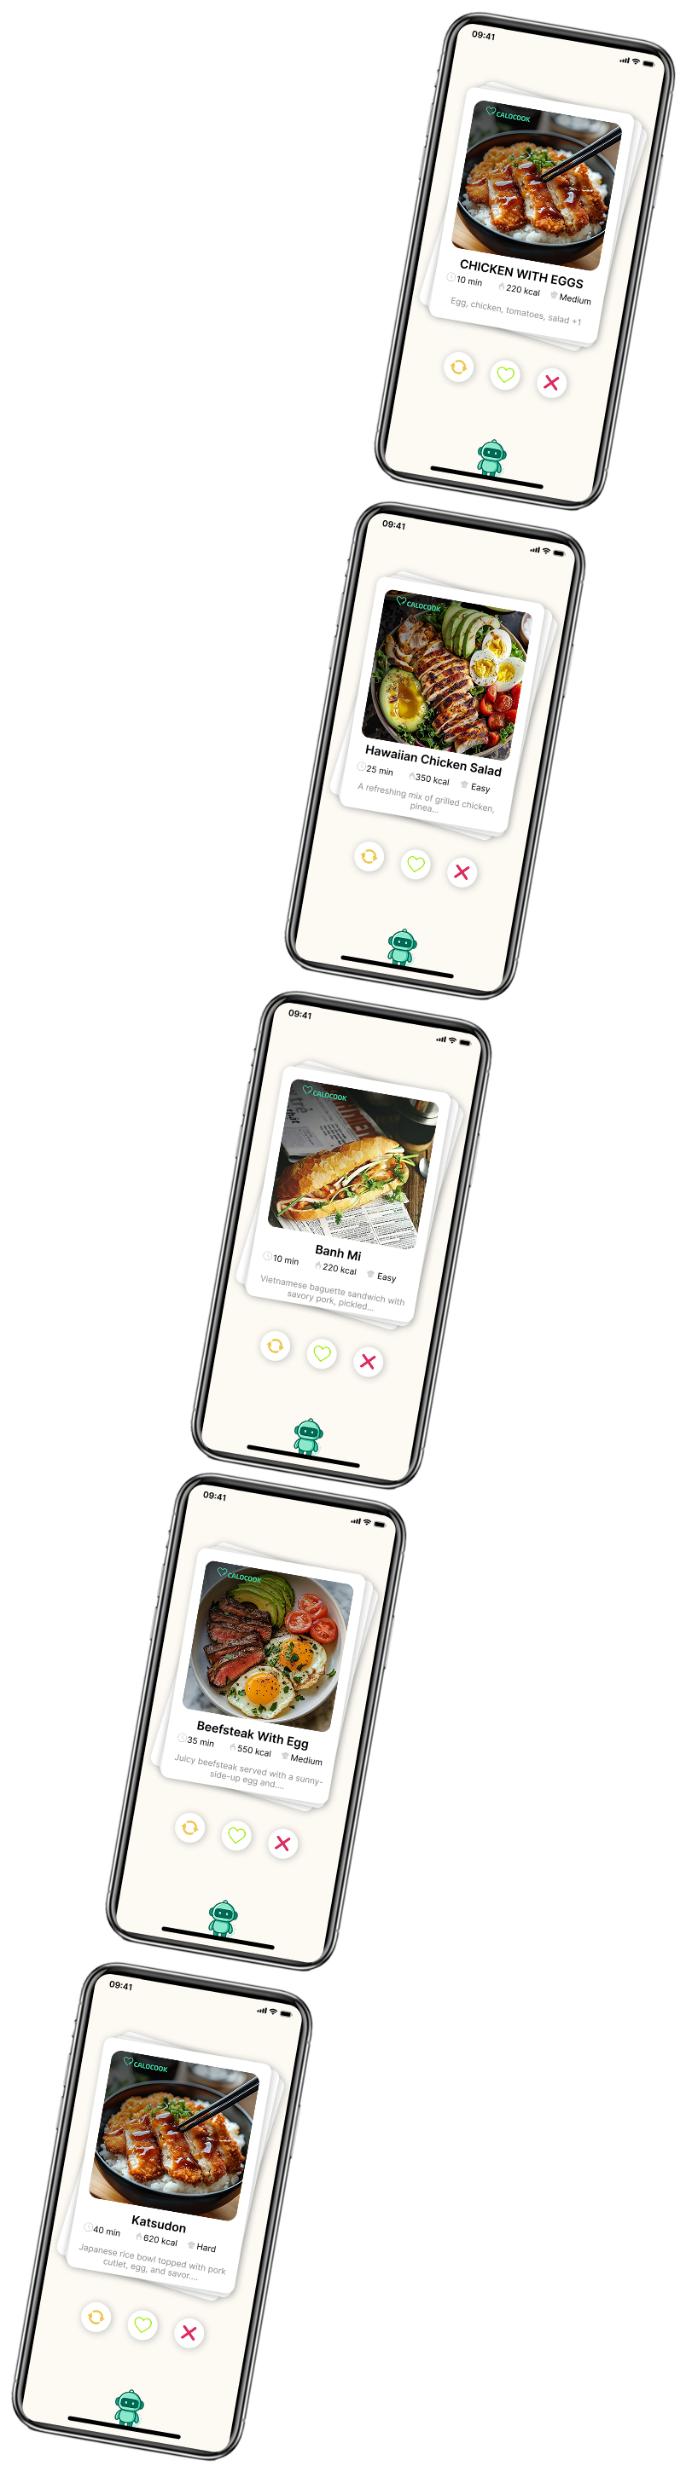 09:41
CALOCOOK
CHICKEN WITH EGGS
10 min 220 kcal Medium
Egg, chicken, tomatoes, salad +1
09:41
CALOCOOK
Hawaiian Chicken Salad
25 min 350 kcal Easy
A refreshing mix of grilled chicken,
pinea...
09:41
CALOCOOK
Banh Mi
10 min 220 kcal Easy
Vietnamese baguette sandwich with
savory pork, pickled...
09:41
CALOCOOK
Beefsteak With Egg
35 min 550 kcal Medium
Juicy beefsteak served with a sunny-
side-up egg and....
09:41
CALOCOOK
Katsudon
40 min 620 kcal Hard
Japanese rice bowl topped with pork
cutlet, egg, and savor....